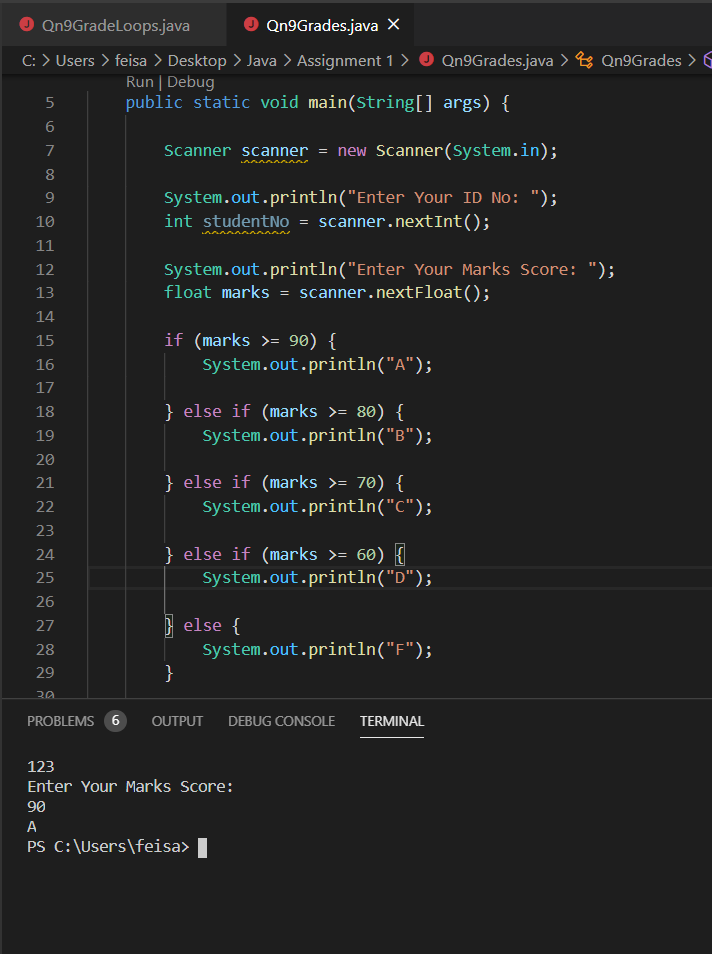 Qn9GradeLoops.java
Qn9Grades.java
C: > Users > feisa > Desktop > Java > Assignment 1 > Qn9Grades.java > Qn9Grades >
Run | Debug
5 public static void main(String[] args) {
6
7 Scanner scanner = new Scanner(System.in);
8
9 System.out.println("Enter Your ID No: ");
10 int studentNo = scanner.nextInt();
11
12 System.out.println("Enter Your Marks Score: ");
13 float marks = scanner.nextFloat();
14
15 if (marks >= 90) {
16 System.out.println("A");
17
18 } else if (marks >= 80) {
19 System.out.println("B");
20
21 } else if (marks >= 70) {
22 System.out.println("C");
23
24 } else if (marks >= 60) {
25 System.out.println("D");
26
27 } else {
28 System.out.println("F");
29 }
30
PROBLEMS 6 OUTPUT DEBUG CONSOLE TERMINAL
123
Enter Your Marks Score:
90
A
PS C:\Users\feisa>